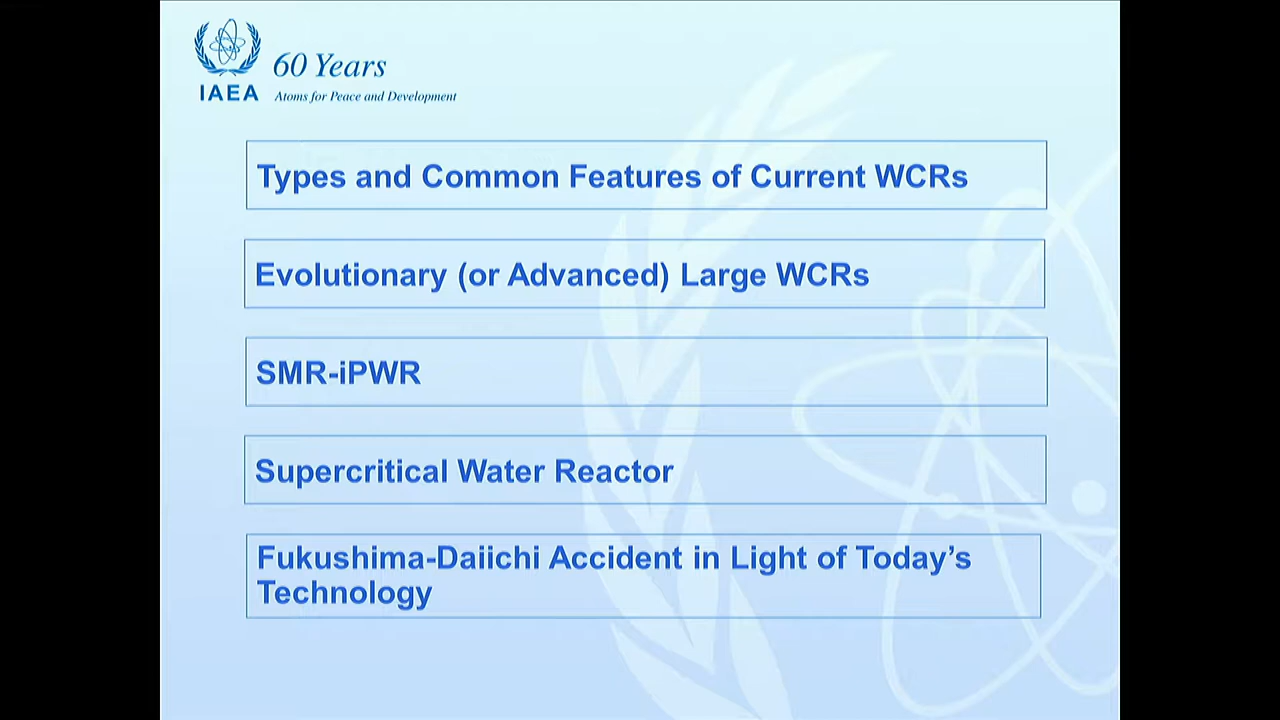 60 Years
IAEA
Atoms for Peace and Development
Types and Common Features of Current WCRs
Evolutionary (or Advanced) Large WCRs
SMR-iPWR
Supercritical Water Reactor
Fukushima-Daiichi Accident in Light of Today’s
Technology